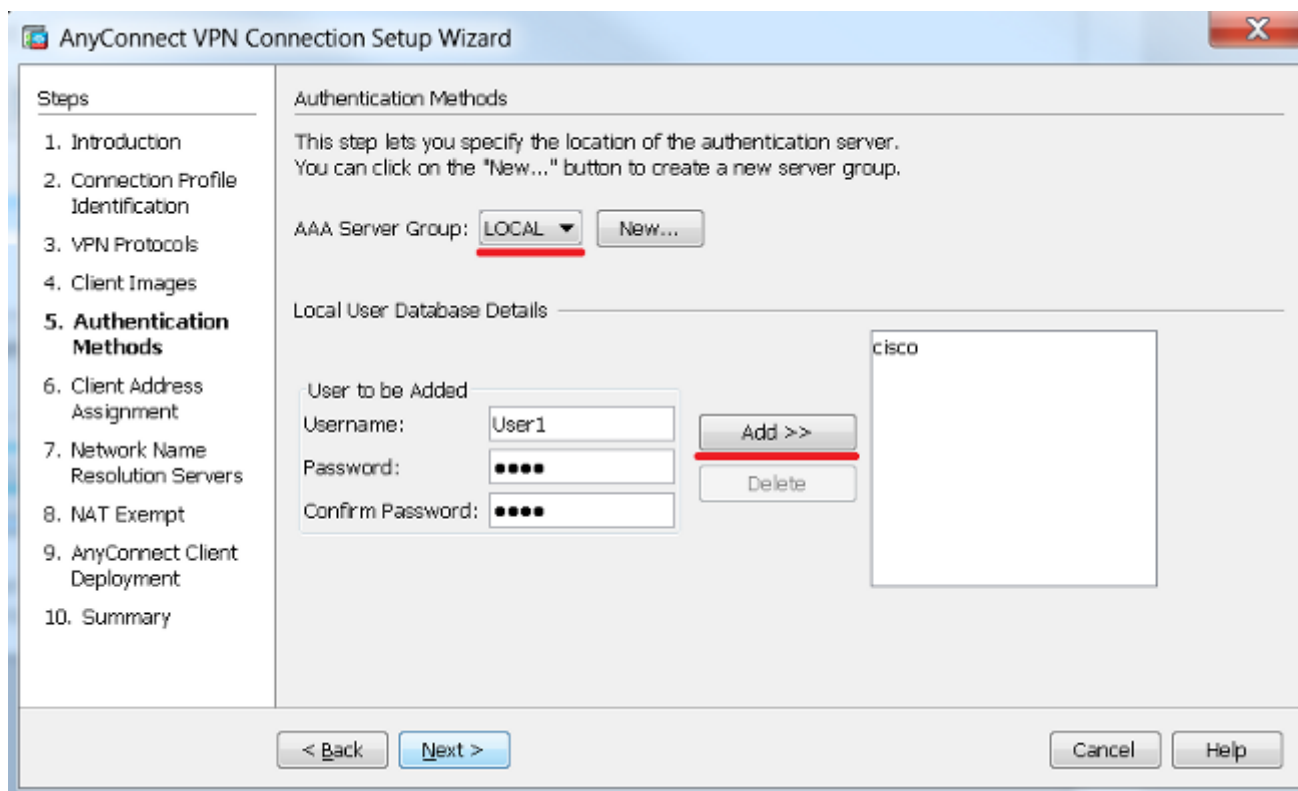 AnyConnect VPN Connection Setup Wizard
Steps
1. Introduction
2. Connection Profile
Identification
3. VPN Protocols
4. Client Images
5. Authentication
Methods
6. Client Address
Assignment
7. Network Name
Resolution Servers
8. NAT Exempt
9. AnyConnect Client
Deployment
10. Summary
Authentication Methods
This step lets you specify the location of the authentication server.
You can click on the "New..." button to create a new server group.
AAA Server Group: LOCAL New...
Local User Database Details
User to be Added
Username: User1
Password: ●●●●
Confirm Password: ●●●●
Add >>
Delete
cisco
< Back Next > Cancel Help